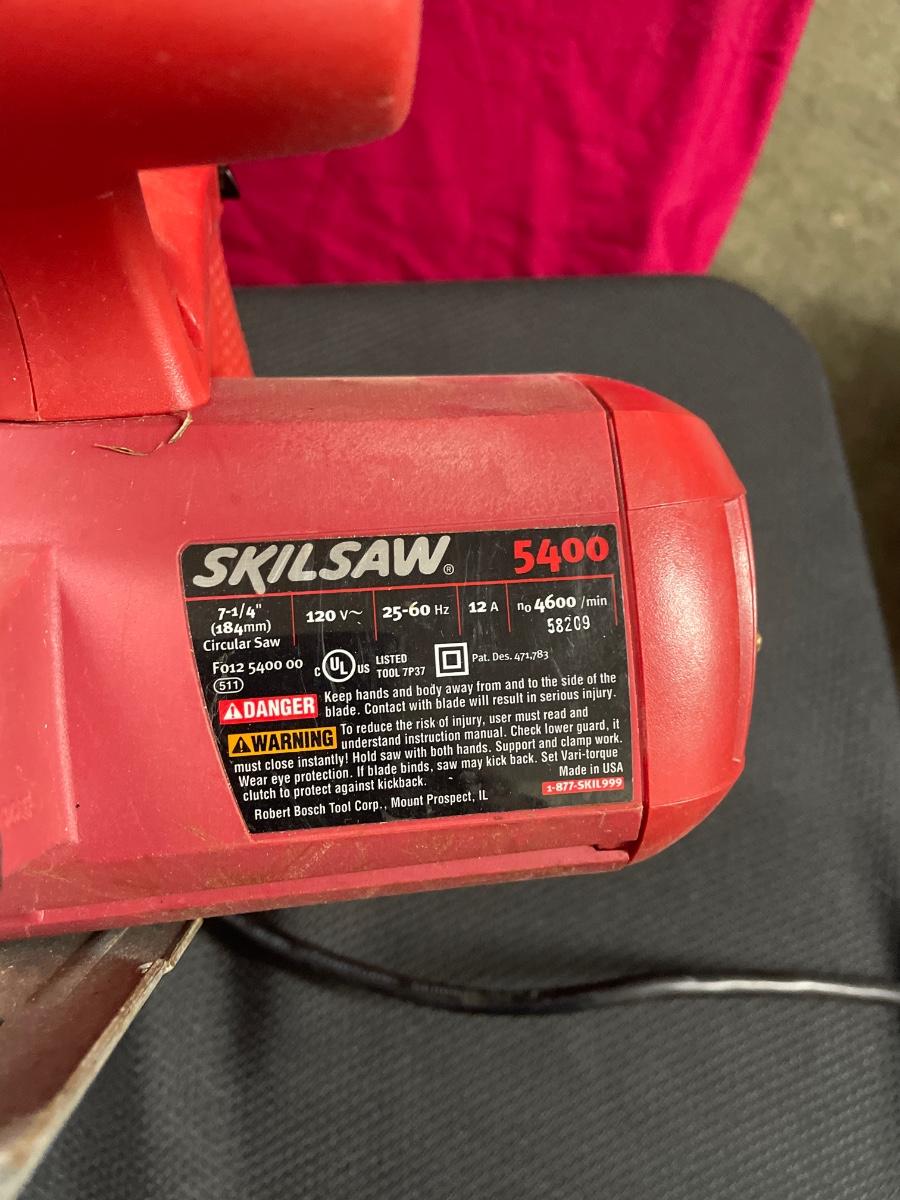 SKILSAW® 5400
7-1/4" (184mm) Circular Saw
120 V~
25-60 Hz
12 A
no 4600 /min
58209
F012 5400 00
511
C UL US LISTED TOOL 7P37
Pat. Des. 471,783
DANGER Keep hands and body away from and to the side of the
blade. Contact with blade will result in serious injury.
WARNING To reduce the risk of injury, user must read and
understand instruction manual. Check lower guard, it
must close instantly! Hold saw with both hands. Support and clamp work.
Wear eye protection. If blade binds, saw may kick back. Set Vari-torque
clutch to protect against kickback.
Made in USA
Robert Bosch Tool Corp., Mount Prospect, IL
1-877-SKIL999